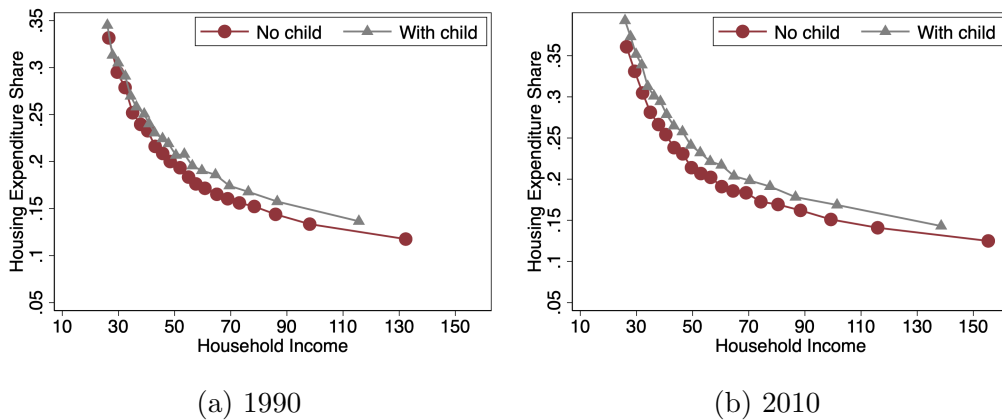 No child
With child
Housing Expenditure Share
.35
.3
.25
.2
.15
.1
.05
10 30 50 70 90 110 130 150
Household Income
(a) 1990
No child
With child
Housing Expenditure Share
.35
.3
.25
.2
.15
.1
.05
10 30 50 70 90 110 130 150
Household Income
(b) 2010